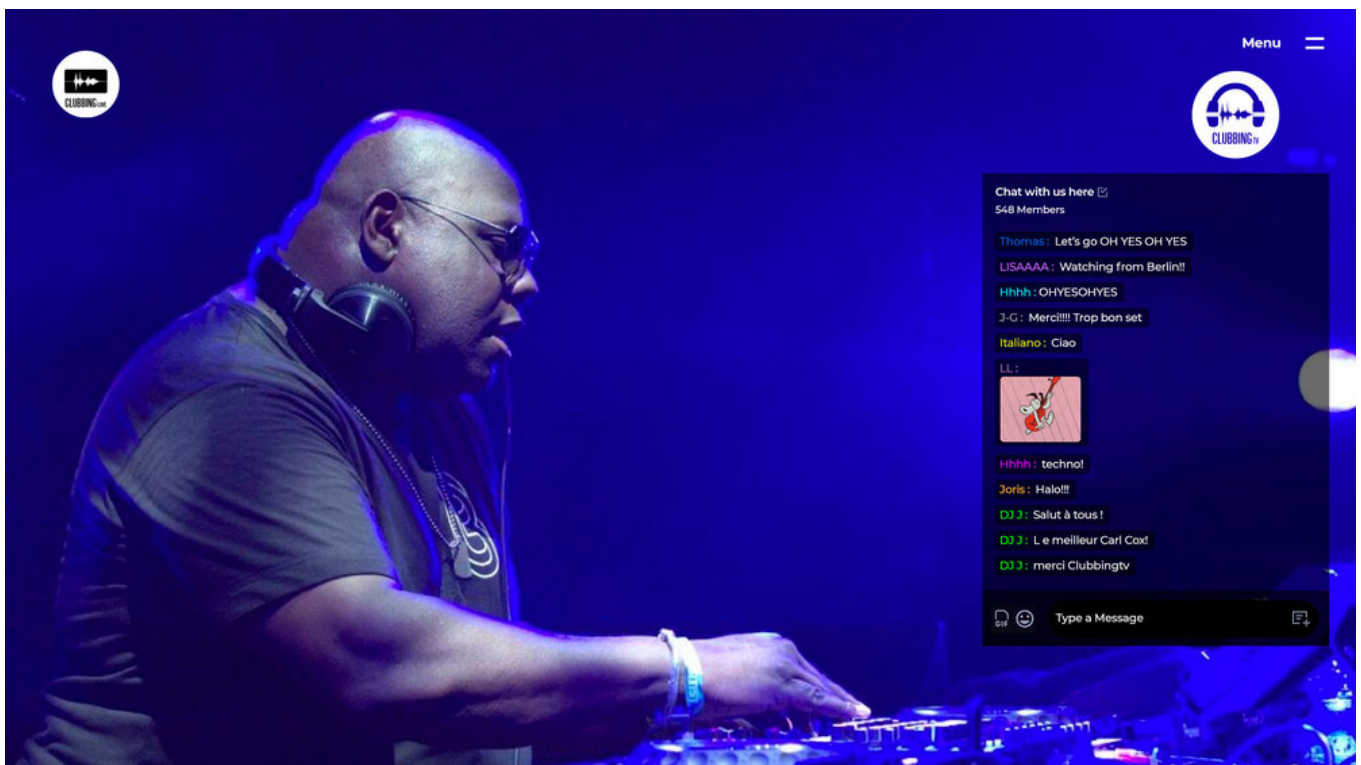 Menu
CLUBBING LIVE
CLUBBING TV
Chat with us here
548 Members
Thomas : Let's go OH YES OH YES
LISAAAA : Watching from Berlin!!
Hhhh : OHYESOHYES
J-G : Merci!!!! Trop bon set
Italiano : Ciao
LL :
Hhhh : techno!
Joris : Halo!!!
DJ J : Salut à tous !
DJ J : L e meilleur Carl Cox!
DJ J : merci Clubbingtv
GIF
Type a Message